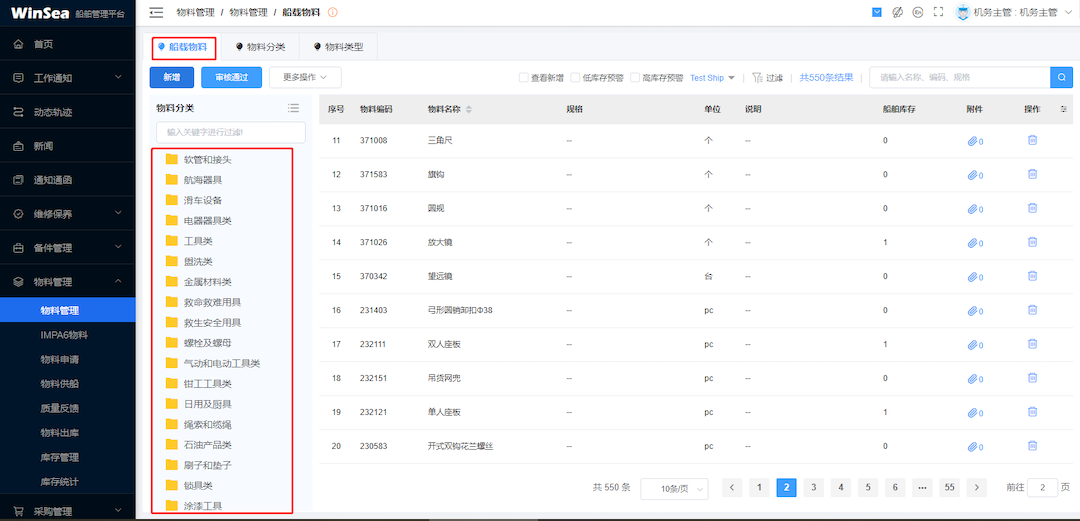 WinSea 船舶管理平台
物料管理 / 物料管理 / 船载物料
En
机务主管：机务主管
首页
工作通知
动态轨迹
新闻
通知通函
维修保养
备件管理
物料管理
物料管理
IMPA6物料
物料申请
物料供船
质量反馈
物料出库
库存管理
库存统计
采购管理
船载物料 物料分类 物料类型
新增 审核通过 更多操作
查看新增 低库存预警 高库存预警 Test Ship 过滤 共550条结果 请输入名称、编码、规格
物料分类
输入关键字进行过滤!
软管和接头
航海器具
滑车设备
电器器具类
工具类
盥洗类
金属材料类
救命救难用具
救生安全用具
螺栓及螺母
气动和电动工具类
钳工工具类
日用及厨具
绳索和缆绳
石油产品类
刷子和垫子
锁具类
涂漆工具
序号 物料编码 物料名称 规格 单位 说明 船舶库存 附件 操作
11 371008 三角尺 -- 个 -- 0 0
12 371583 旗钩 -- 个 -- 0 0
13 371016 圆规 -- 个 -- 0 0
14 371026 放大镜 -- 个 -- 1 0
15 370342 望远镜 -- 台 -- 0 0
16 231403 弓形圆销卸扣Φ38 -- pc -- 0 0
17 232111 双人座板 -- pc -- 1 0
18 232151 吊货网兜 -- pc -- 0 0
19 232121 单人座板 -- pc -- 1 0
20 230583 开式双钩花兰螺丝 -- pc -- 0 0
共 550 条 10条/页 < 1 2 3 4 5 6 ••• 55 > 前往 2 页